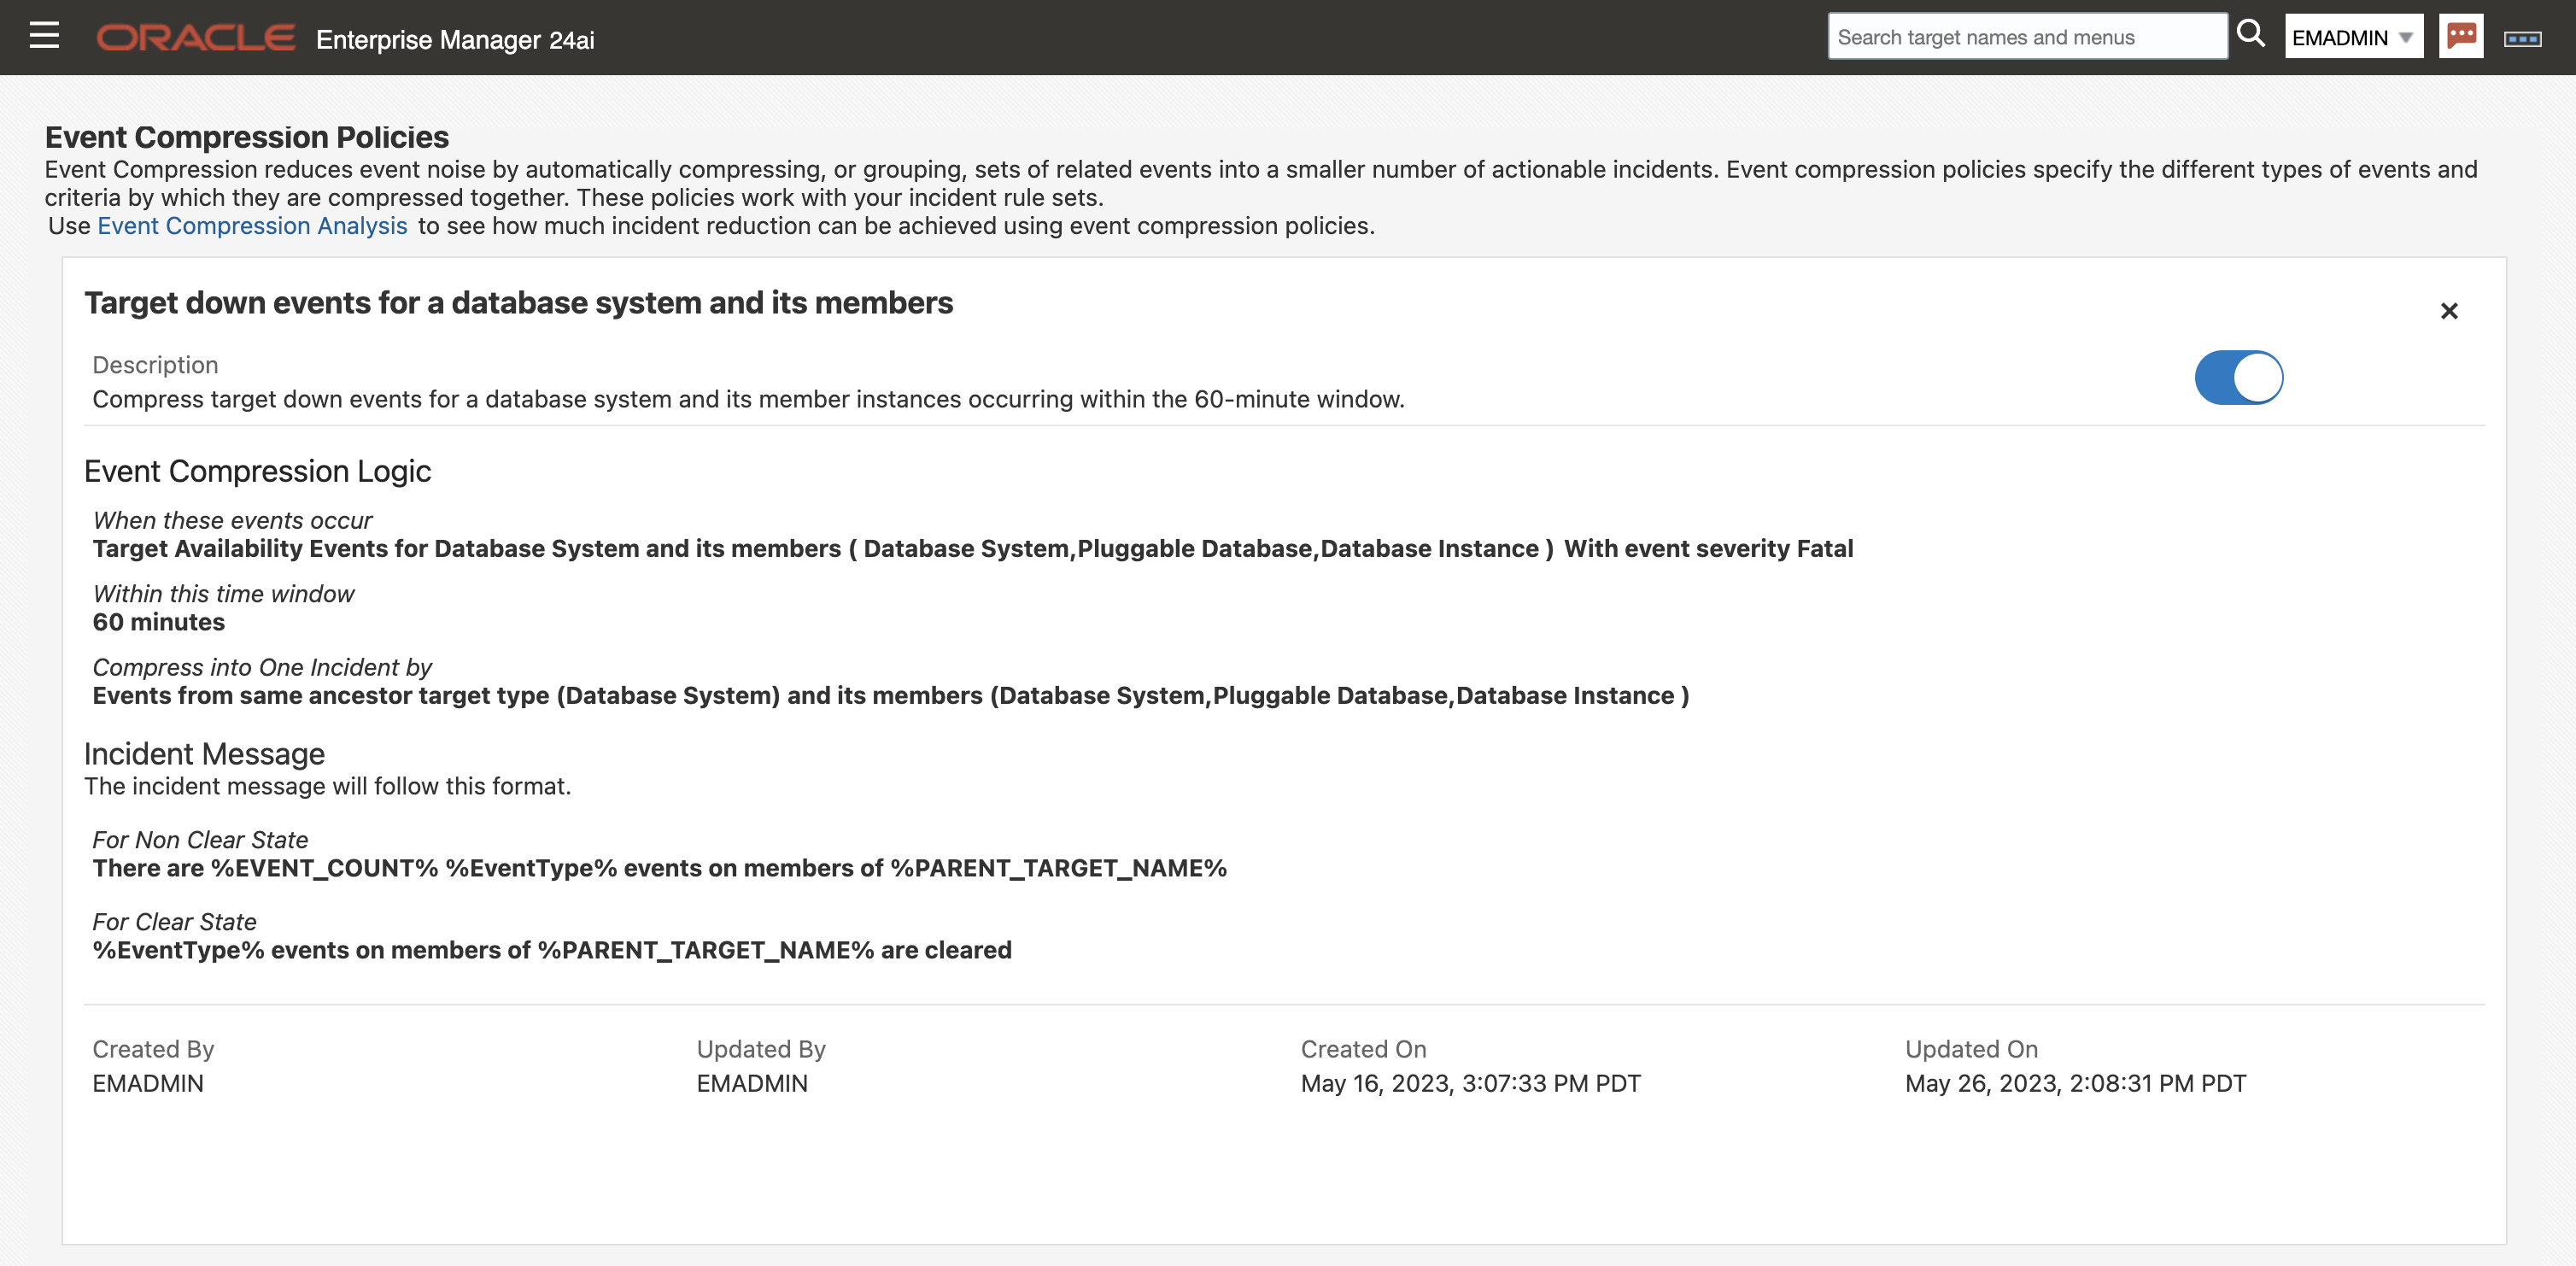 ORACLE Enterprise Manager 24ai
Search target names and menus
EMADMIN
Event Compression Policies
Event Compression reduces event noise by automatically compressing, or grouping, sets of related events into a smaller number of actionable incidents. Event compression policies specify the different types of events and
criteria by which they are compressed together. These policies work with your incident rule sets.
Use Event Compression Analysis to see how much incident reduction can be achieved using event compression policies.
Target down events for a database system and its members
Description
Compress target down events for a database system and its member instances occurring within the 60-minute window.
Event Compression Logic
When these events occur
Target Availability Events for Database System and its members ( Database System,Pluggable Database,Database Instance ) With event severity Fatal
Within this time window
60 minutes
Compress into One Incident by
Events from same ancestor target type (Database System) and its members (Database System,Pluggable Database,Database Instance )
Incident Message
The incident message will follow this format.
For Non Clear State
There are %EVENT_COUNT% %EventType% events on members of %PARENT_TARGET_NAME%
For Clear State
%EventType% events on members of %PARENT_TARGET_NAME% are cleared
Created By
EMADMIN
Updated By
EMADMIN
Created On
May 16, 2023, 3:07:33 PM PDT
Updated On
May 26, 2023, 2:08:31 PM PDT